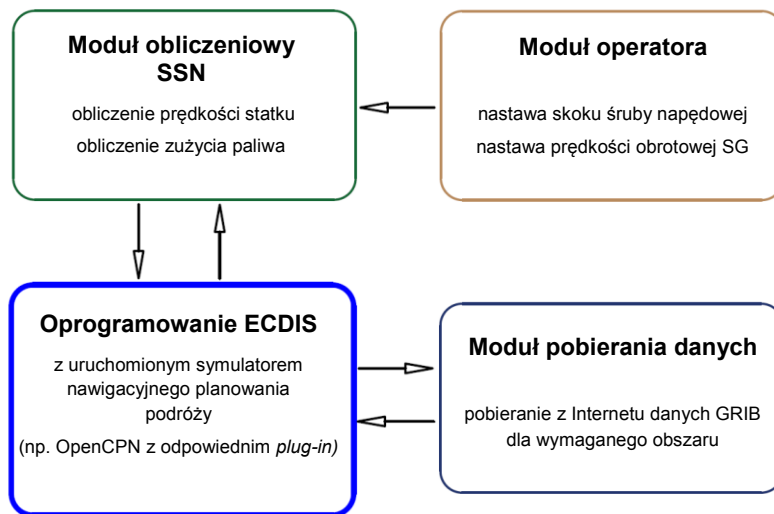 Moduł obliczeniowy
SSN
obliczenie prędkości statku
obliczenie zużycia paliwa
Moduł operatora
nastawa skoku śruby napędowej
nastawa prędkości obrotowej SG
Oprogramowanie ECDIS
z uruchomionym symulatorem
nawigacyjnego planowania
podróży
(np. OpenCPN z odpowiednim plug-in)
Moduł pobierania danych
pobieranie z Internetu danych GRIB
dla wymaganego obszaru